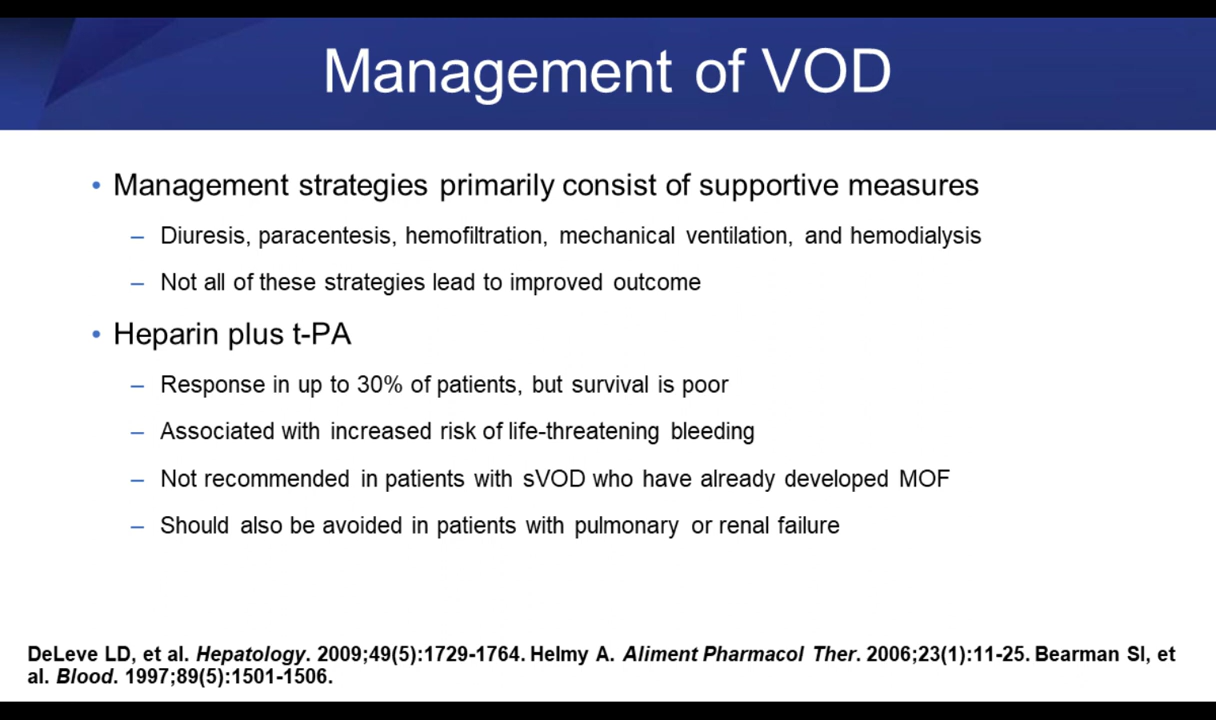 Management of VOD
• Management strategies primarily consist of supportive measures
– Diuresis, paracentesis, hemofiltration, mechanical ventilation, and hemodialysis
– Not all of these strategies lead to improved outcome
• Heparin plus t-PA
– Response in up to 30% of patients, but survival is poor
– Associated with increased risk of life-threatening bleeding
– Not recommended in patients with sVOD who have already developed MOF
– Should also be avoided in patients with pulmonary or renal failure
DeLeve LD, et al. Hepatology. 2009;49(5):1729-1764. Helmy A. Aliment Pharmacol Ther. 2006;23(1):11-25. Bearman SI, et
al. Blood. 1997;89(5):1501-1506.